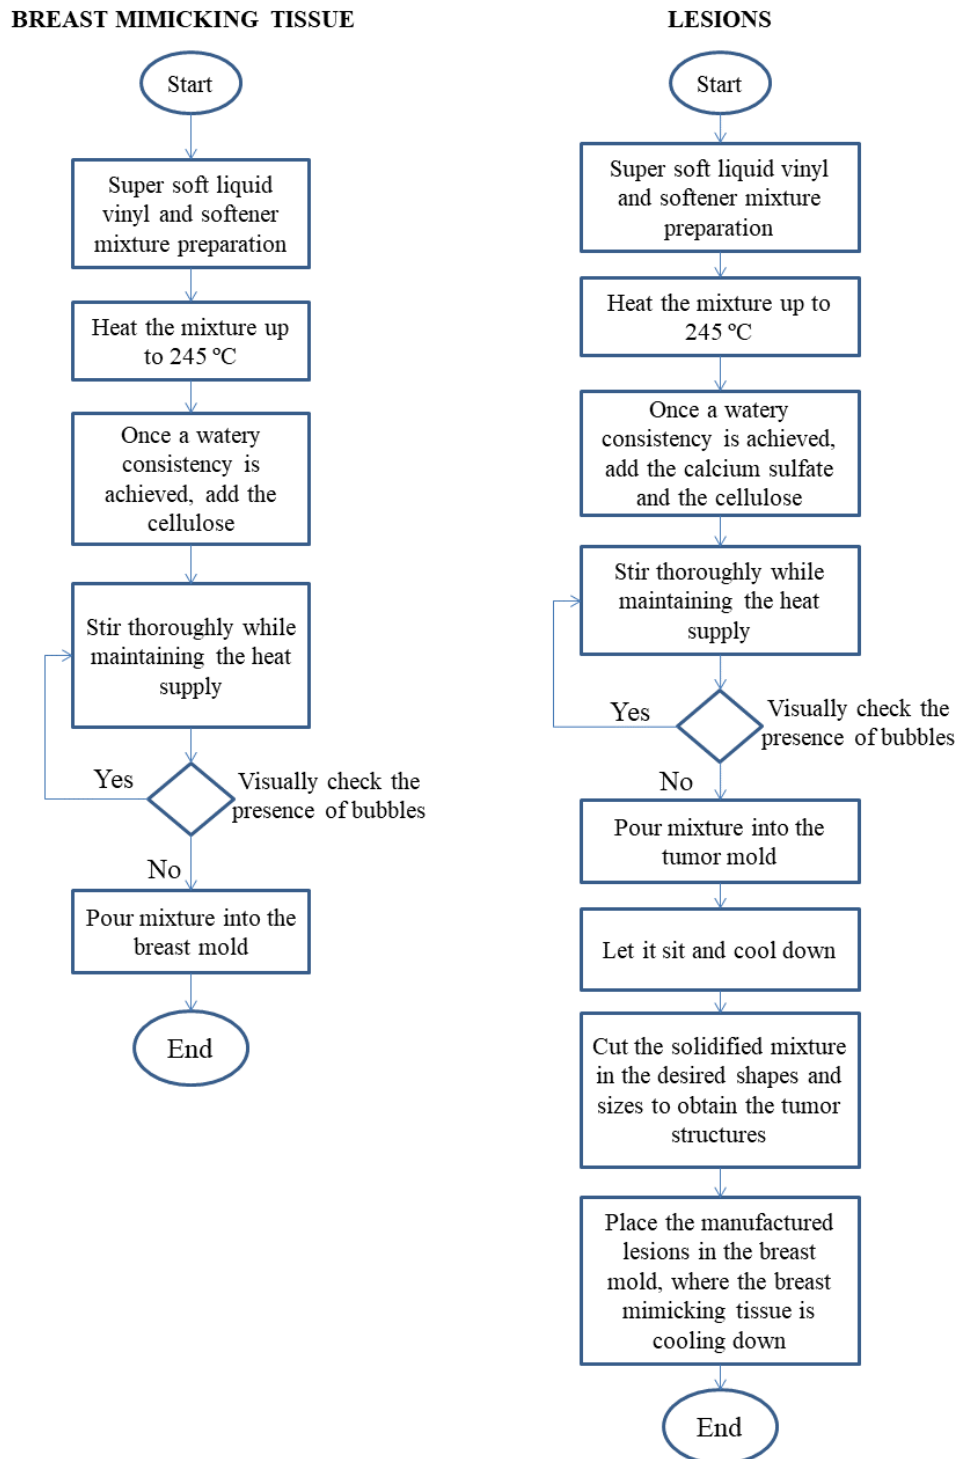 BREAST MIMICKING TISSUE
Start
Super soft liquid
vinyl and softener
mixture preparation
Heat the mixture up
to 245 ºC
Once a watery
consistency is
achieved, add the
cellulose
Stir thoroughly while
maintaining the heat
supply
Yes
Visually check the
presence of bubbles
No
Pour mixture into the
breast mold
End
LESIONS
Start
Super soft liquid vinyl
and softener mixture
preparation
Heat the mixture up to
245 ºC
Once a watery
consistency is achieved,
add the calcium sulfate
and the cellulose
Stir thoroughly while
maintaining the heat
supply
Yes
Visually check the
presence of bubbles
No
Pour mixture into the
tumor mold
Let it sit and cool down
Cut the solidified mixture
in the desired shapes and
sizes to obtain the tumor
structures
Place the manufactured
lesions in the breast
mold, where the breast
mimicking tissue is
cooling down
End